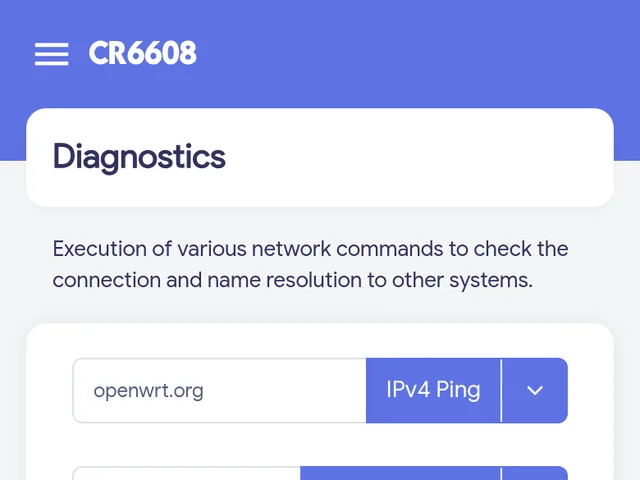 CR6608
Diagnostics
Execution of various network commands to check the
connection and name resolution to other systems.
openwrt.org IPv4 Ping